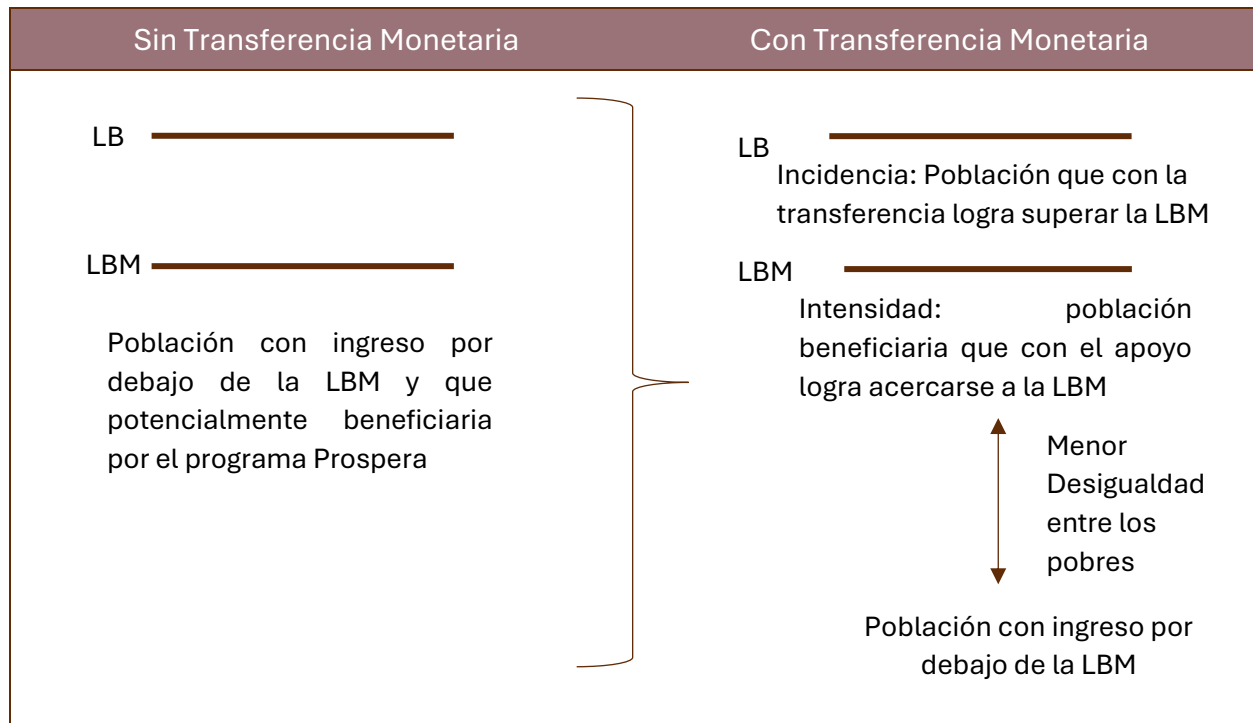 Sin Transferencia Monetaria
Con Transferencia Monetaria
LB
LBM
Población con ingreso por
debajo de la LBM y que
potencialmente beneficiaria
por el programa Prospera
LB
Incidencia: Población que con la
transferencia logra superar la LBM
LBM
Intensidad: población
beneficiaria que con el apoyo
logra acercarse a la LBM
Menor
Desigualdad
entre los
pobres
Población con ingreso por
debajo de la LBM